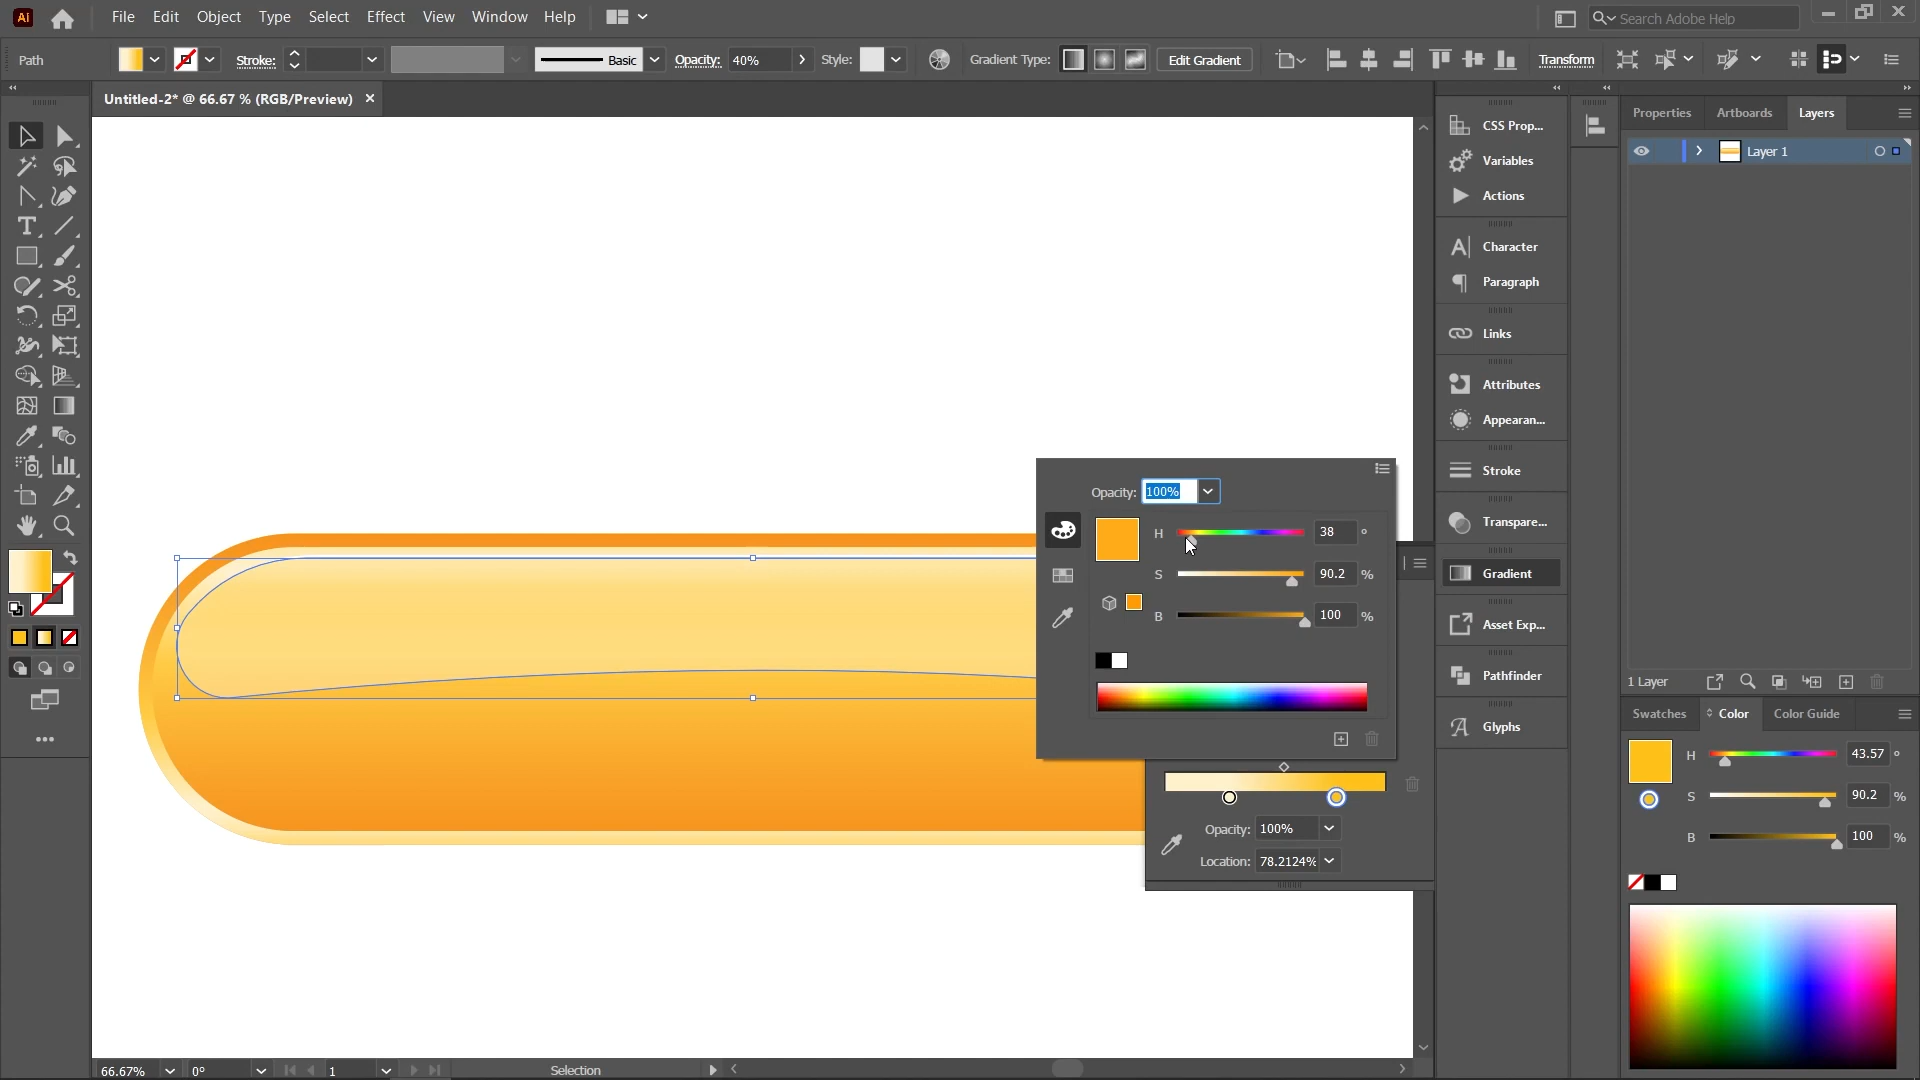 Ai File Edit Object Type Select Effect View Window Help Search Adobe Help
Path Stroke: Basic Opacity: 40% Style: Gradient Type: Edit Gradient Transform
Untitled-2* @ 66.67 % (RGB/Preview) ×
CSS Prop...
Variables
Actions
Character
Paragraph
Links
Attributes
Appearan...
Stroke
Transpare...
Gradient
Asset Exp...
Pathfinder
Glyphs
Properties Artboards Layers
Layer 1
1 Layer
Opacity: 100%
H 38 °
S 90.2 %
B 100 %
Opacity: 100%
Location: 78.2124%
Swatches Color Color Guide
H 43.57 °
S 90.2 %
B 100 %
66.67% 0° 1 Selection